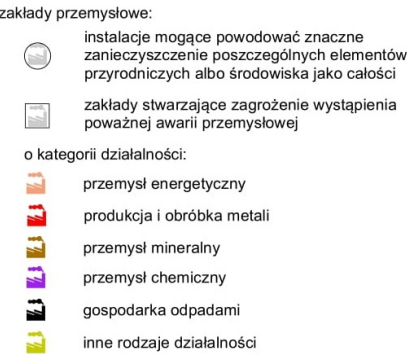 zakłady przemysłowe:
instalacje mogące powodować znaczne
zanieczyszczenie poszczególnych elementów
przyrodniczych albo środowiska jako całości
zakłady stwarzające zagrożenie wystąpienia
poważnej awarii przemysłowej
o kategorii działalności:
przemysł energetyczny
produkcja i obróbka metali
przemysł mineralny
przemysł chemiczny
gospodarka odpadami
inne rodzaje działalności